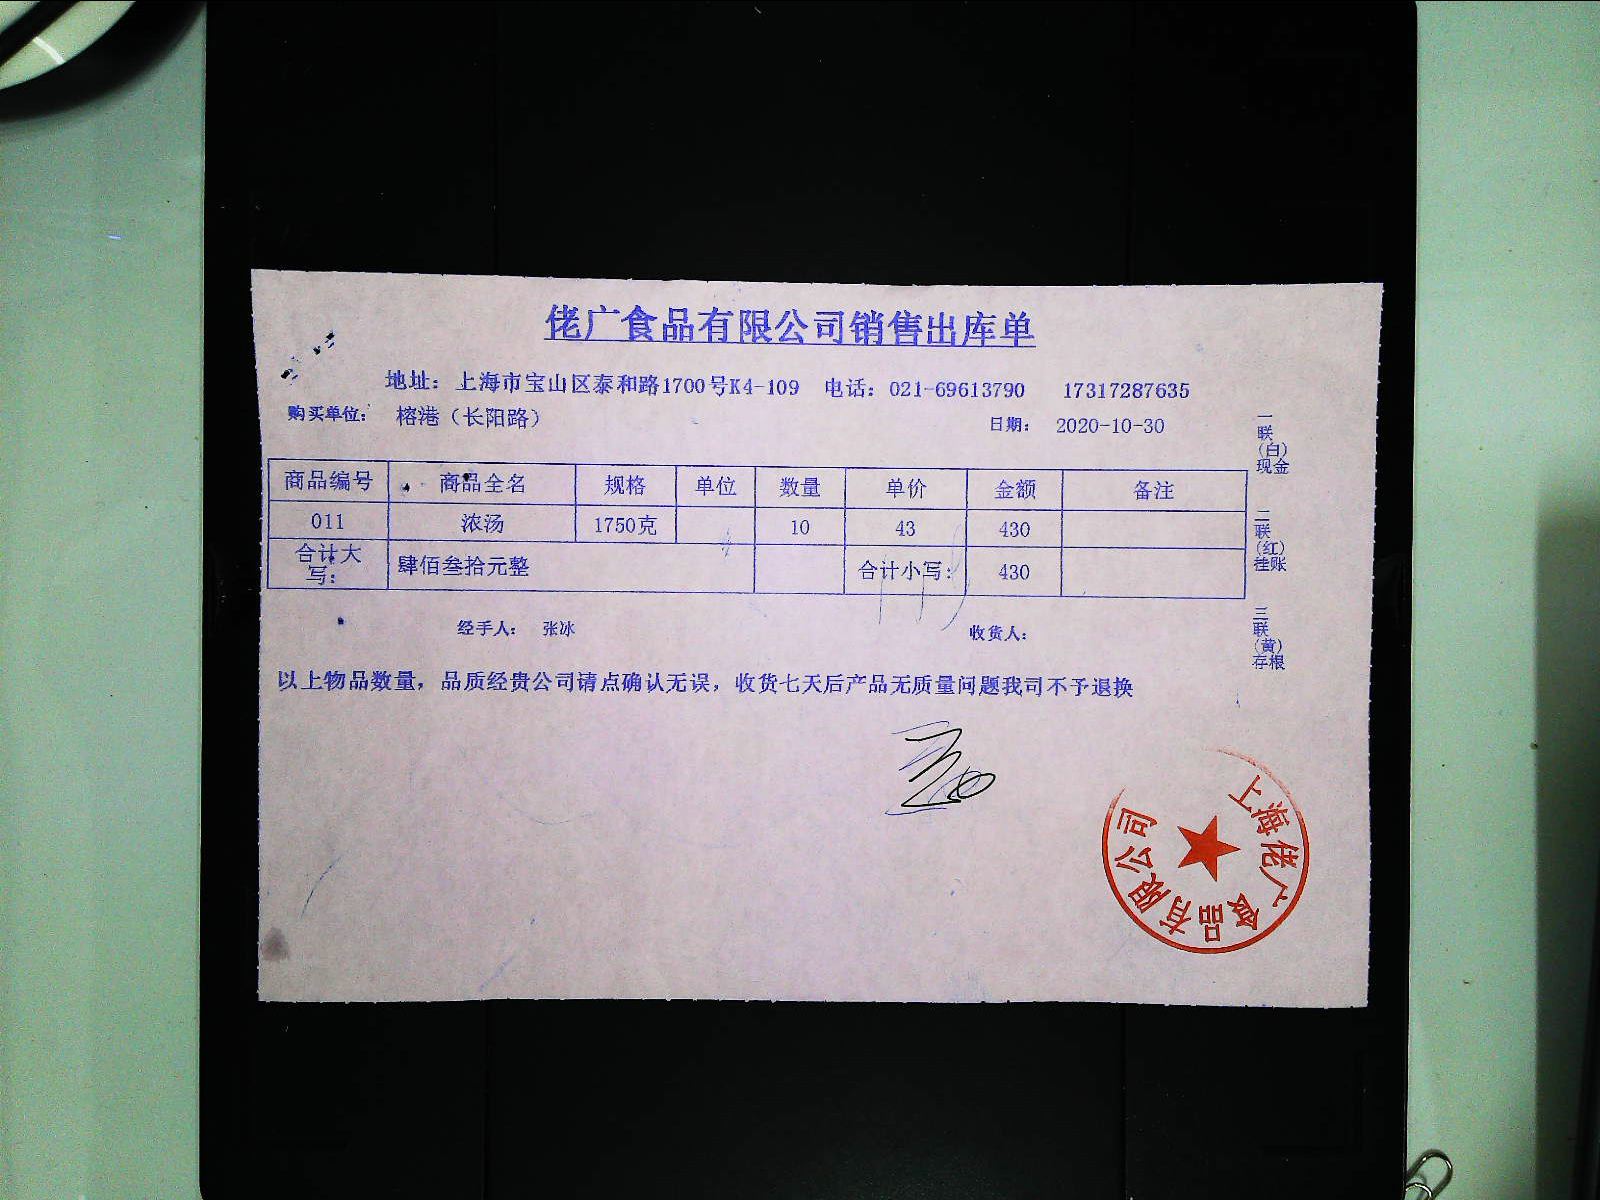 佬广食品有限公司销售出库单
地址：上海市宝山区泰和路1700号K4-109 电话：021-69613790 17317287635
购买单位： 榕港（长阳路） 日期： 2020-10-30
商品编号 商品全名 规格 单位 数量 单价 金额 备注
011 浓汤 1750克 10 43 430
合计大写： 肆佰叁拾元整 合计小写： 430
经手人： 张冰 收货人：
以上物品数量，品质经贵公司请点确认无误，收货七天后产品无质量问题我司不予退换
一联（白）现金
二联（红）挂账
三联（黄）存根
上海佬广食品有限公司